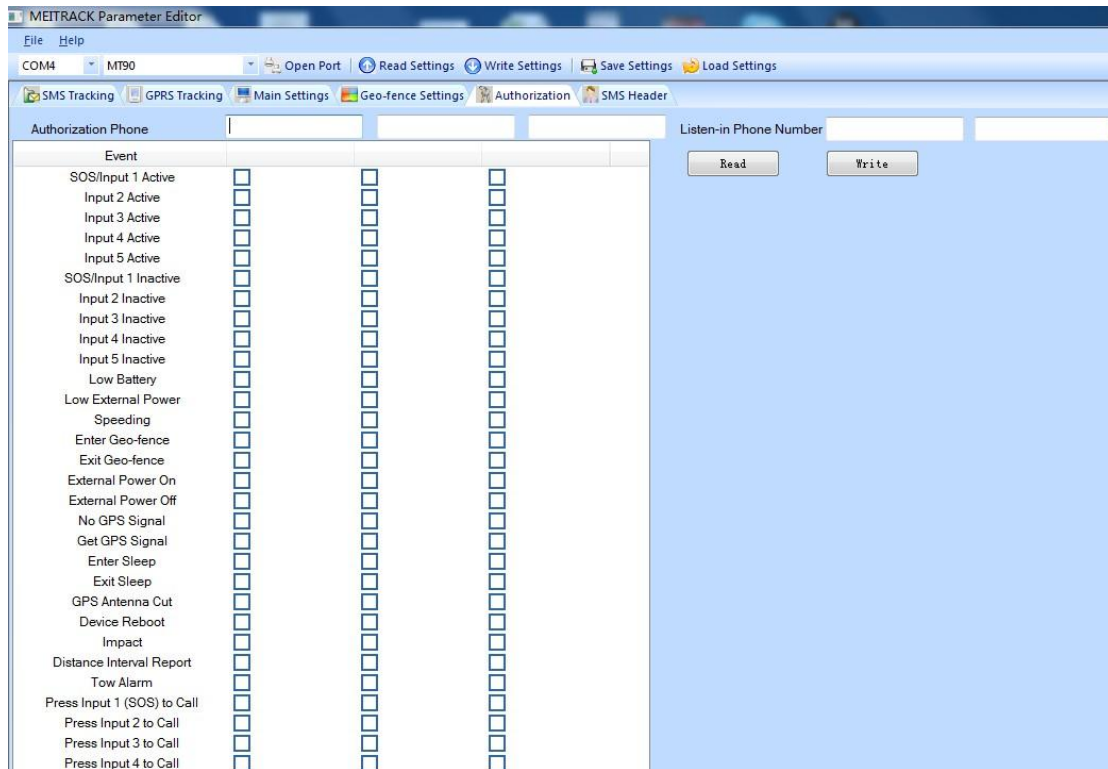 MEITRACK Parameter Editor
File Help
COM4 MT90 Open Port Read Settings Write Settings Save Settings Load Settings
SMS Tracking GPRS Tracking Main Settings Geo-fence Settings Authorization SMS Header
Authorization Phone Listen-in Phone Number
Event
Read Write
SOS/Input 1 Active
Input 2 Active
Input 3 Active
Input 4 Active
Input 5 Active
SOS/Input 1 Inactive
Input 2 Inactive
Input 3 Inactive
Input 4 Inactive
Input 5 Inactive
Low Battery
Low External Power
Speeding
Enter Geo-fence
Exit Geo-fence
External Power On
External Power Off
No GPS Signal
Get GPS Signal
Enter Sleep
Exit Sleep
GPS Antenna Cut
Device Reboot
Impact
Distance Interval Report
Tow Alarm
Press Input 1 (SOS) to Call
Press Input 2 to Call
Press Input 3 to Call
Press Input 4 to Call